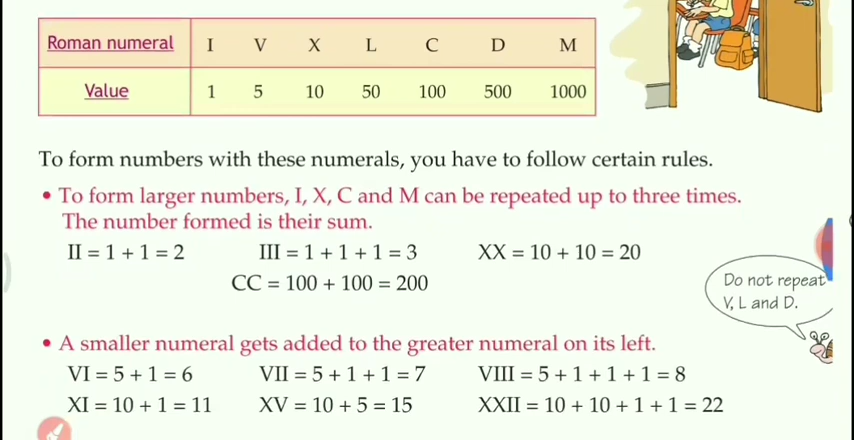 Roman numeral I V X L C D M
Value 1 5 10 50 100 500 1000
To form numbers with these numerals, you have to follow certain rules.
• To form larger numbers, I, X, C and M can be repeated up to three times.
The number formed is their sum.
II = 1 + 1 = 2 III = 1 + 1 + 1 = 3 XX = 10 + 10 = 20
CC = 100 + 100 = 200
Do not repeat
V, L and D.
• A smaller numeral gets added to the greater numeral on its left.
VI = 5 + 1 = 6 VII = 5 + 1 + 1 = 7 VIII = 5 + 1 + 1 + 1 = 8
XI = 10 + 1 = 11 XV = 10 + 5 = 15 XXII = 10 + 10 + 1 + 1 = 22